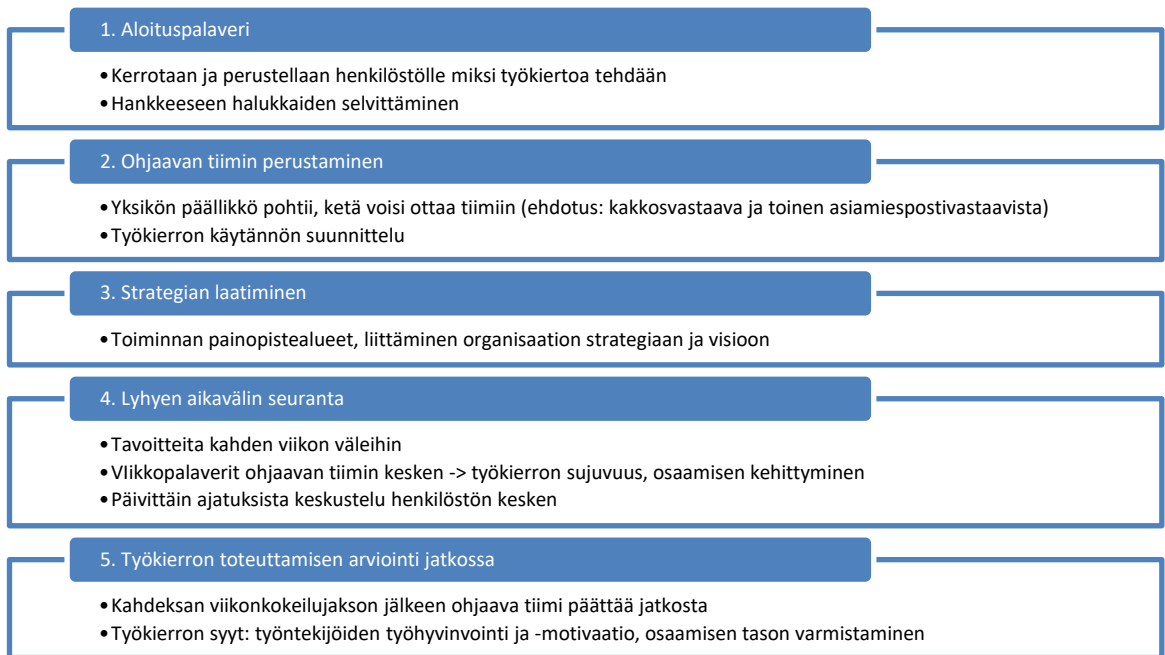 1. Aloituspalaveri
•Kerrotaan ja perustellaan henkilöstölle miksi työkiertoa tehdään
•Hankkeeseen halukkaiden selvittäminen
2. Ohjaavan tiimin perustaminen
•Yksikön päällikkö pohtii, ketä voisi ottaa tiimiin (ehdotus: kakkosvastaava ja toinen asiamiespostivastaavista)
•Työkierron käytännön suunnittelu
3. Strategian laatiminen
•Toiminnan painopistealueet, liittäminen organisaation strategiaan ja visioon
4. Lyhyen aikavälin seuranta
•Tavoitteita kahden viikon väleihin
•VIikkopalaverit ohjaavan tiimin kesken -> työkierron sujuvuus, osaamisen kehittyminen
•Päivittäin ajatuksista keskustelu henkilöstön kesken
5. Työkierron toteuttamisen arviointi jatkossa
•Kahdeksan viikonkokeilujakson jälkeen ohjaava tiimi päättää jatkosta
•Työkierron syyt: työntekijöiden työhyvinvointi ja -motivaatio, osaamisen tason varmistaminen